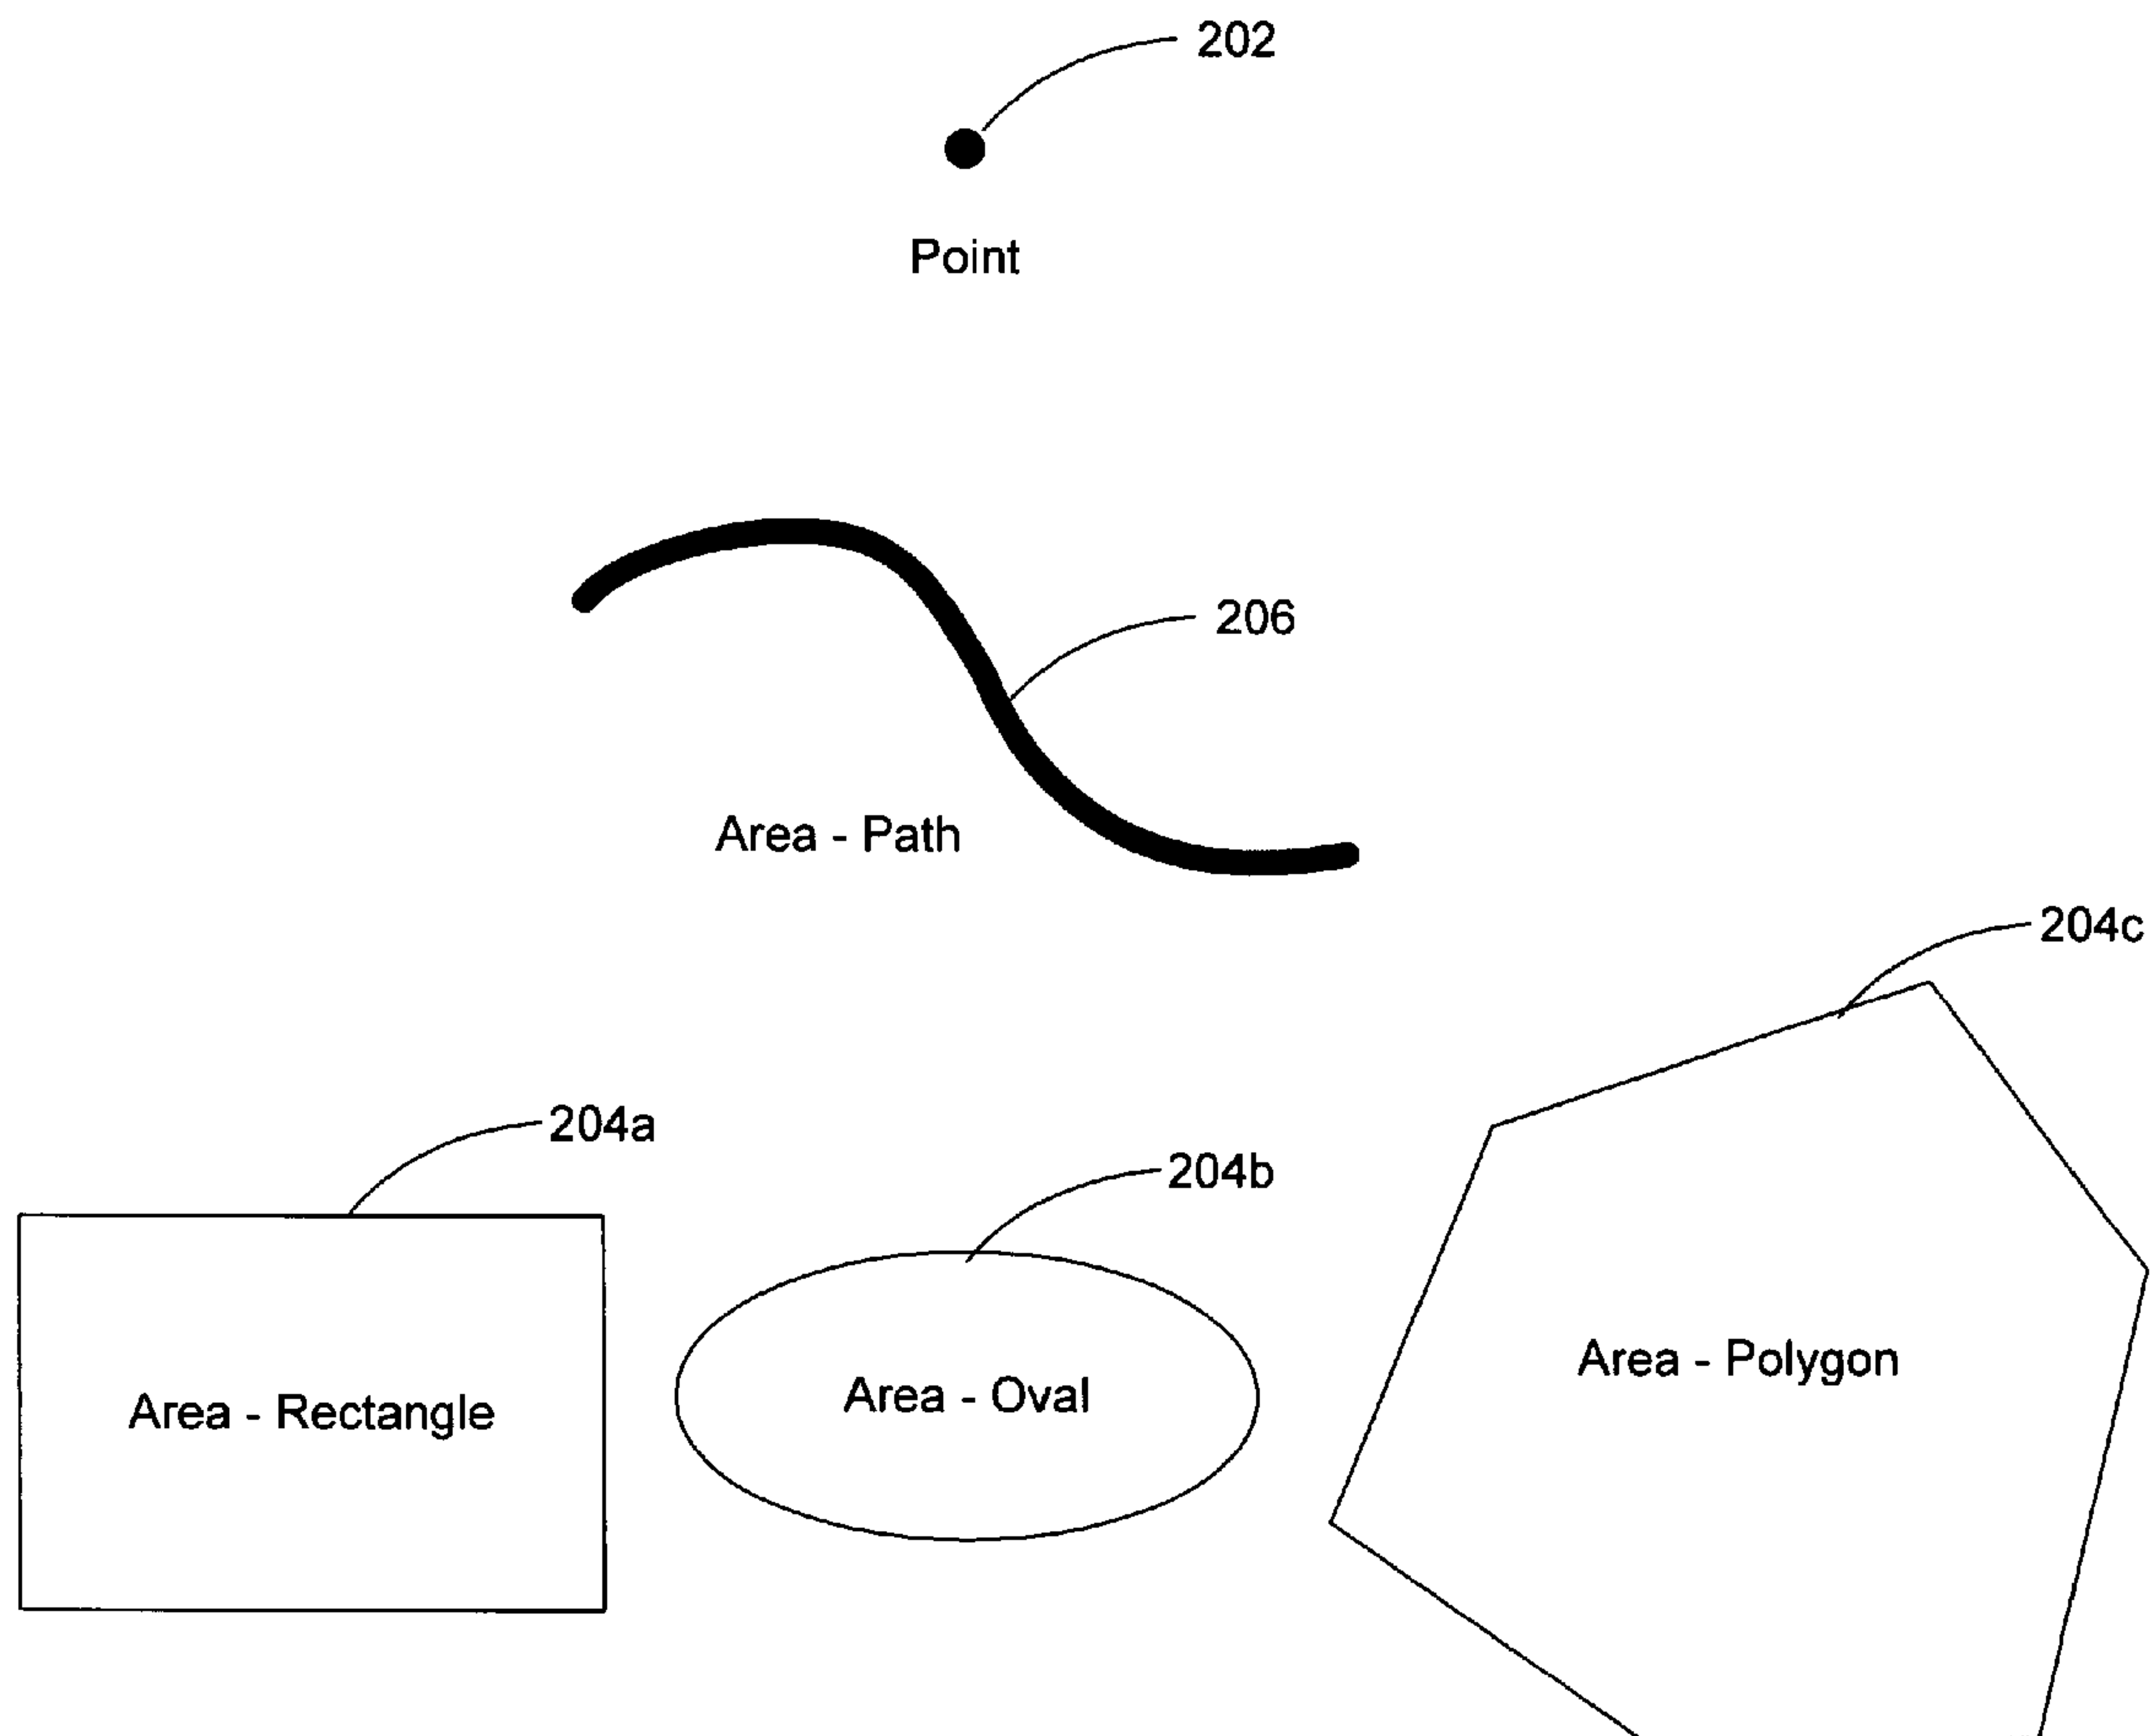 202
Point
206
Area - Path
204c
204a
204b
Area - Polygon
Area - Oval
Area - Rectangle